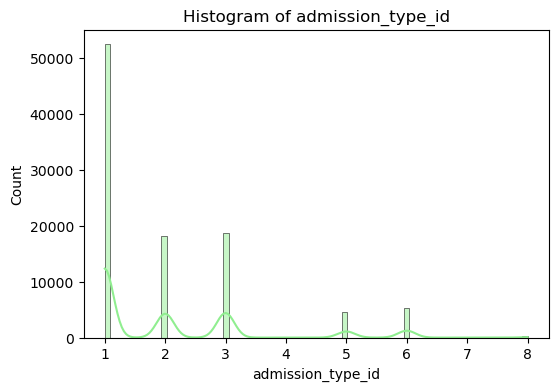 Histogram of admission_type_id
50000
40000
30000
20000
10000
0
Count
1 2 3 4 5 6 7 8
admission_type_id